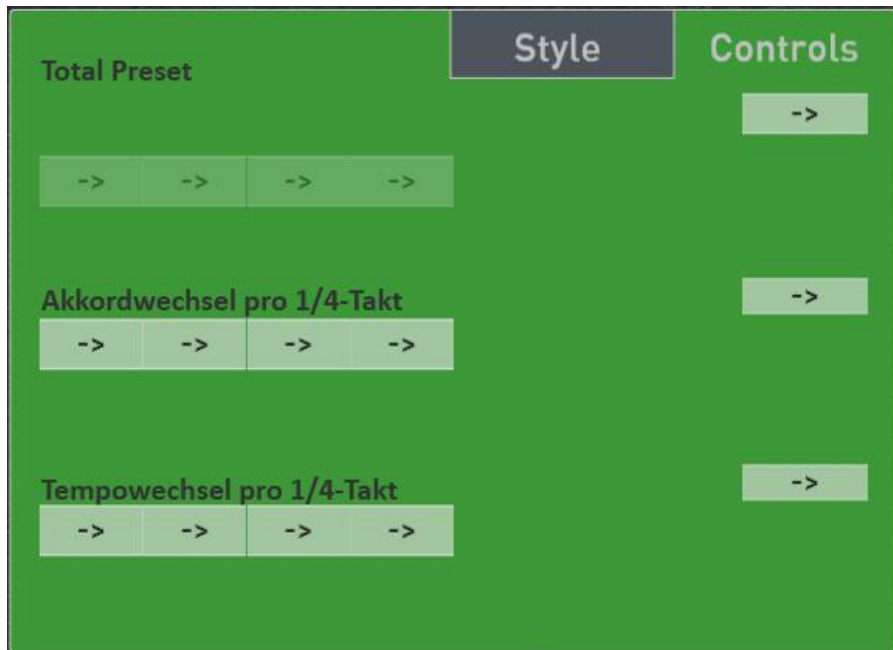 Style Controls
Total Preset
->
-> -> -> ->
Akkordwechsel pro 1/4-Takt
->
-> -> -> ->
Tempowechsel pro 1/4-Takt
->
-> -> -> ->